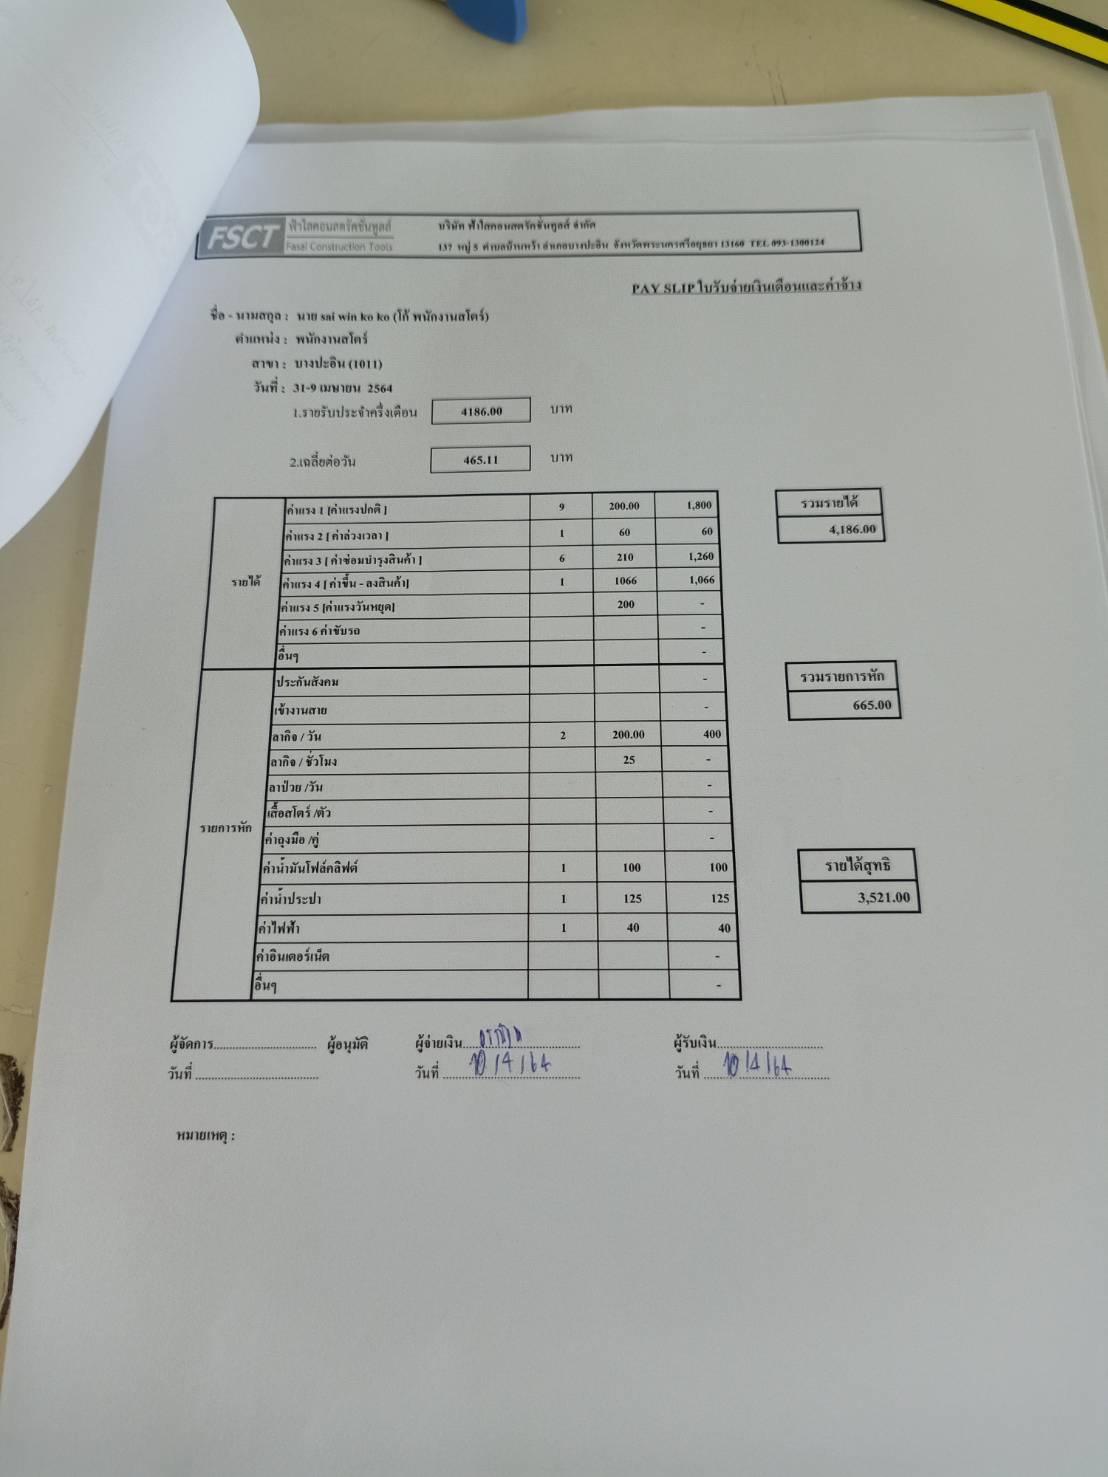 FSCT
ฟ้าใสคอนสตรัคชั่นทูลส์
Fasai Construction Tools
บริษัท ฟ้าใสคอนสตรัคชั่นทูลส์ จำกัด
137 หมู่ 5 ตำบลบ้านหว้า อำเภอบางปะอิน จังหวัดพระนครศรีอยุธยา 13160 TEL 093-1300124
PAY SLIP ใบรับจ่ายเงินเดือนและค่าจ้าง
ชื่อ - นามสกุล : นาย sai win ko ko (โก้ พนักงานสโตร์)
ตำแหน่ง : พนักงานสโตร์
สาขา : บางปะอิน (1011)
วันที่ : 31-9 เมษายน 2564
1.รายรับประจำครึ่งเดือน 4186.00 บาท
2.เฉลี่ยต่อวัน 465.11 บาท
รายได้
ค่าแรง 1 [ค่าแรงปกติ ] 9 200.00 1,800
ค่าแรง 2 [ ค่าล่วงเวลา ] 1 60 60
ค่าแรง 3 [ ค่าซ่อมบำรุงสินค้า ] 6 210 1,260
ค่าแรง 4 [ ค่าขึ้น - ลงสินค้า] 1 1066 1,066
ค่าแรง 5 [ค่าแรงวันหยุด] 200 -
ค่าแรง 6 ค่าขับรถ -
อื่นๆ -
รวมรายได้
4,186.00
รายการหัก
ประกันสังคม -
เข้างานสาย -
ลากิจ / วัน 2 200.00 400
ลากิจ / ชั่วโมง 25 -
ลาป่วย /วัน -
เสื้อสโตร์ /ตัว -
ค่าถุงมือ /คู่ -
ค่าน้ำมันโฟล์คลิฟต์ 1 100 100
ค่าน้ำประปา 1 125 125
ค่าไฟฟ้า 1 40 40
ค่าอินเตอร์เน็ต -
อื่นๆ -
รวมรายการหัก
665.00
รายได้สุทธิ
3,521.00
ผู้จัดการ ผู้อนุมัติ ผู้จ่ายเงิน ผู้รับเงิน
วันที่ วันที่ 10/4/64 วันที่ 10/4/64
หมายเหตุ :